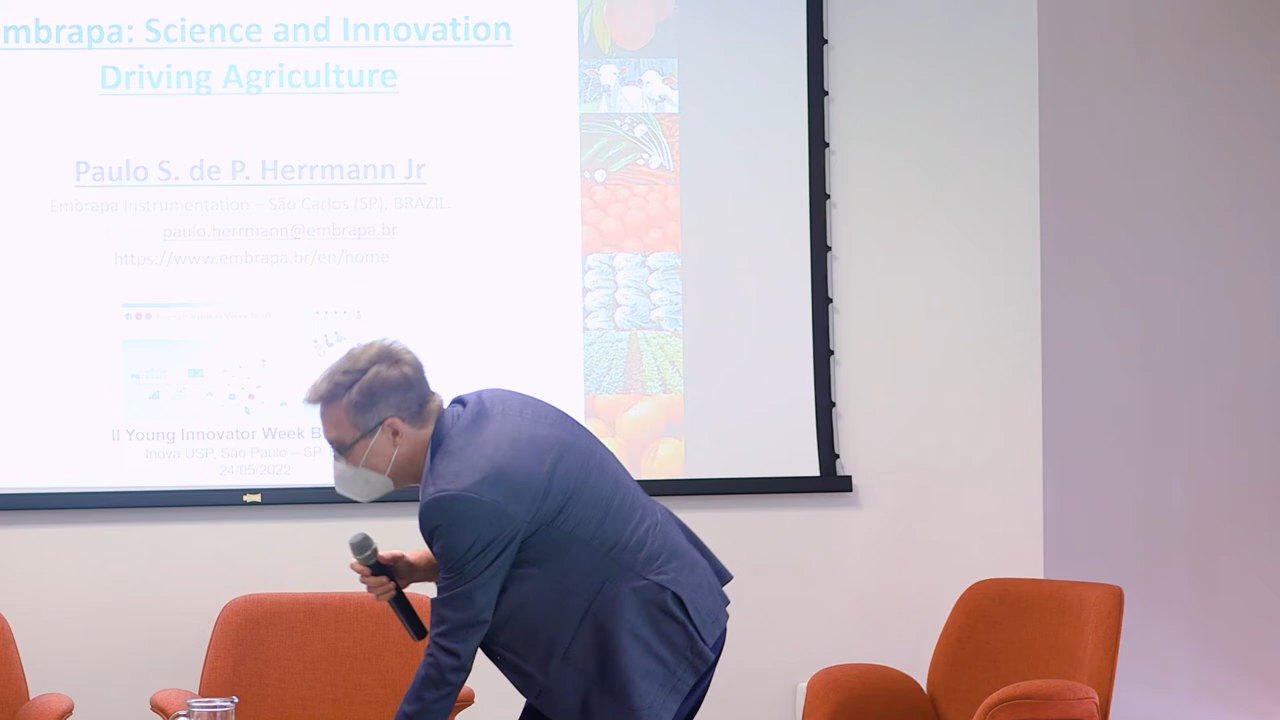 mbrapa: Science and Innovation
Driving Agriculture
Paulo S. de P. Herrmann Jr
Embrapa Instrumentation – São Carlos (SP), BRAZIL.
paulo.herrmann@embrapa.br
https://www.embrapa.br/en/home
II Young Innovator Week B
Inova USP, São Paulo – SP
24/05/2022